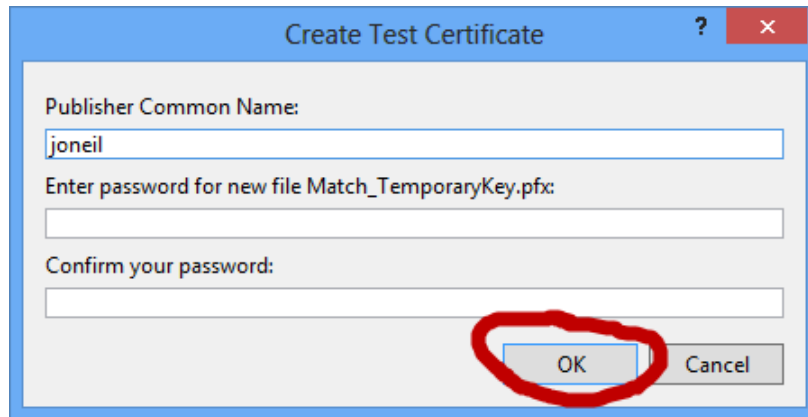 Create Test Certificate ?
Publisher Common Name:
joneil
Enter password for new file Match_TemporaryKey.pfx:
Confirm your password:
OK Cancel